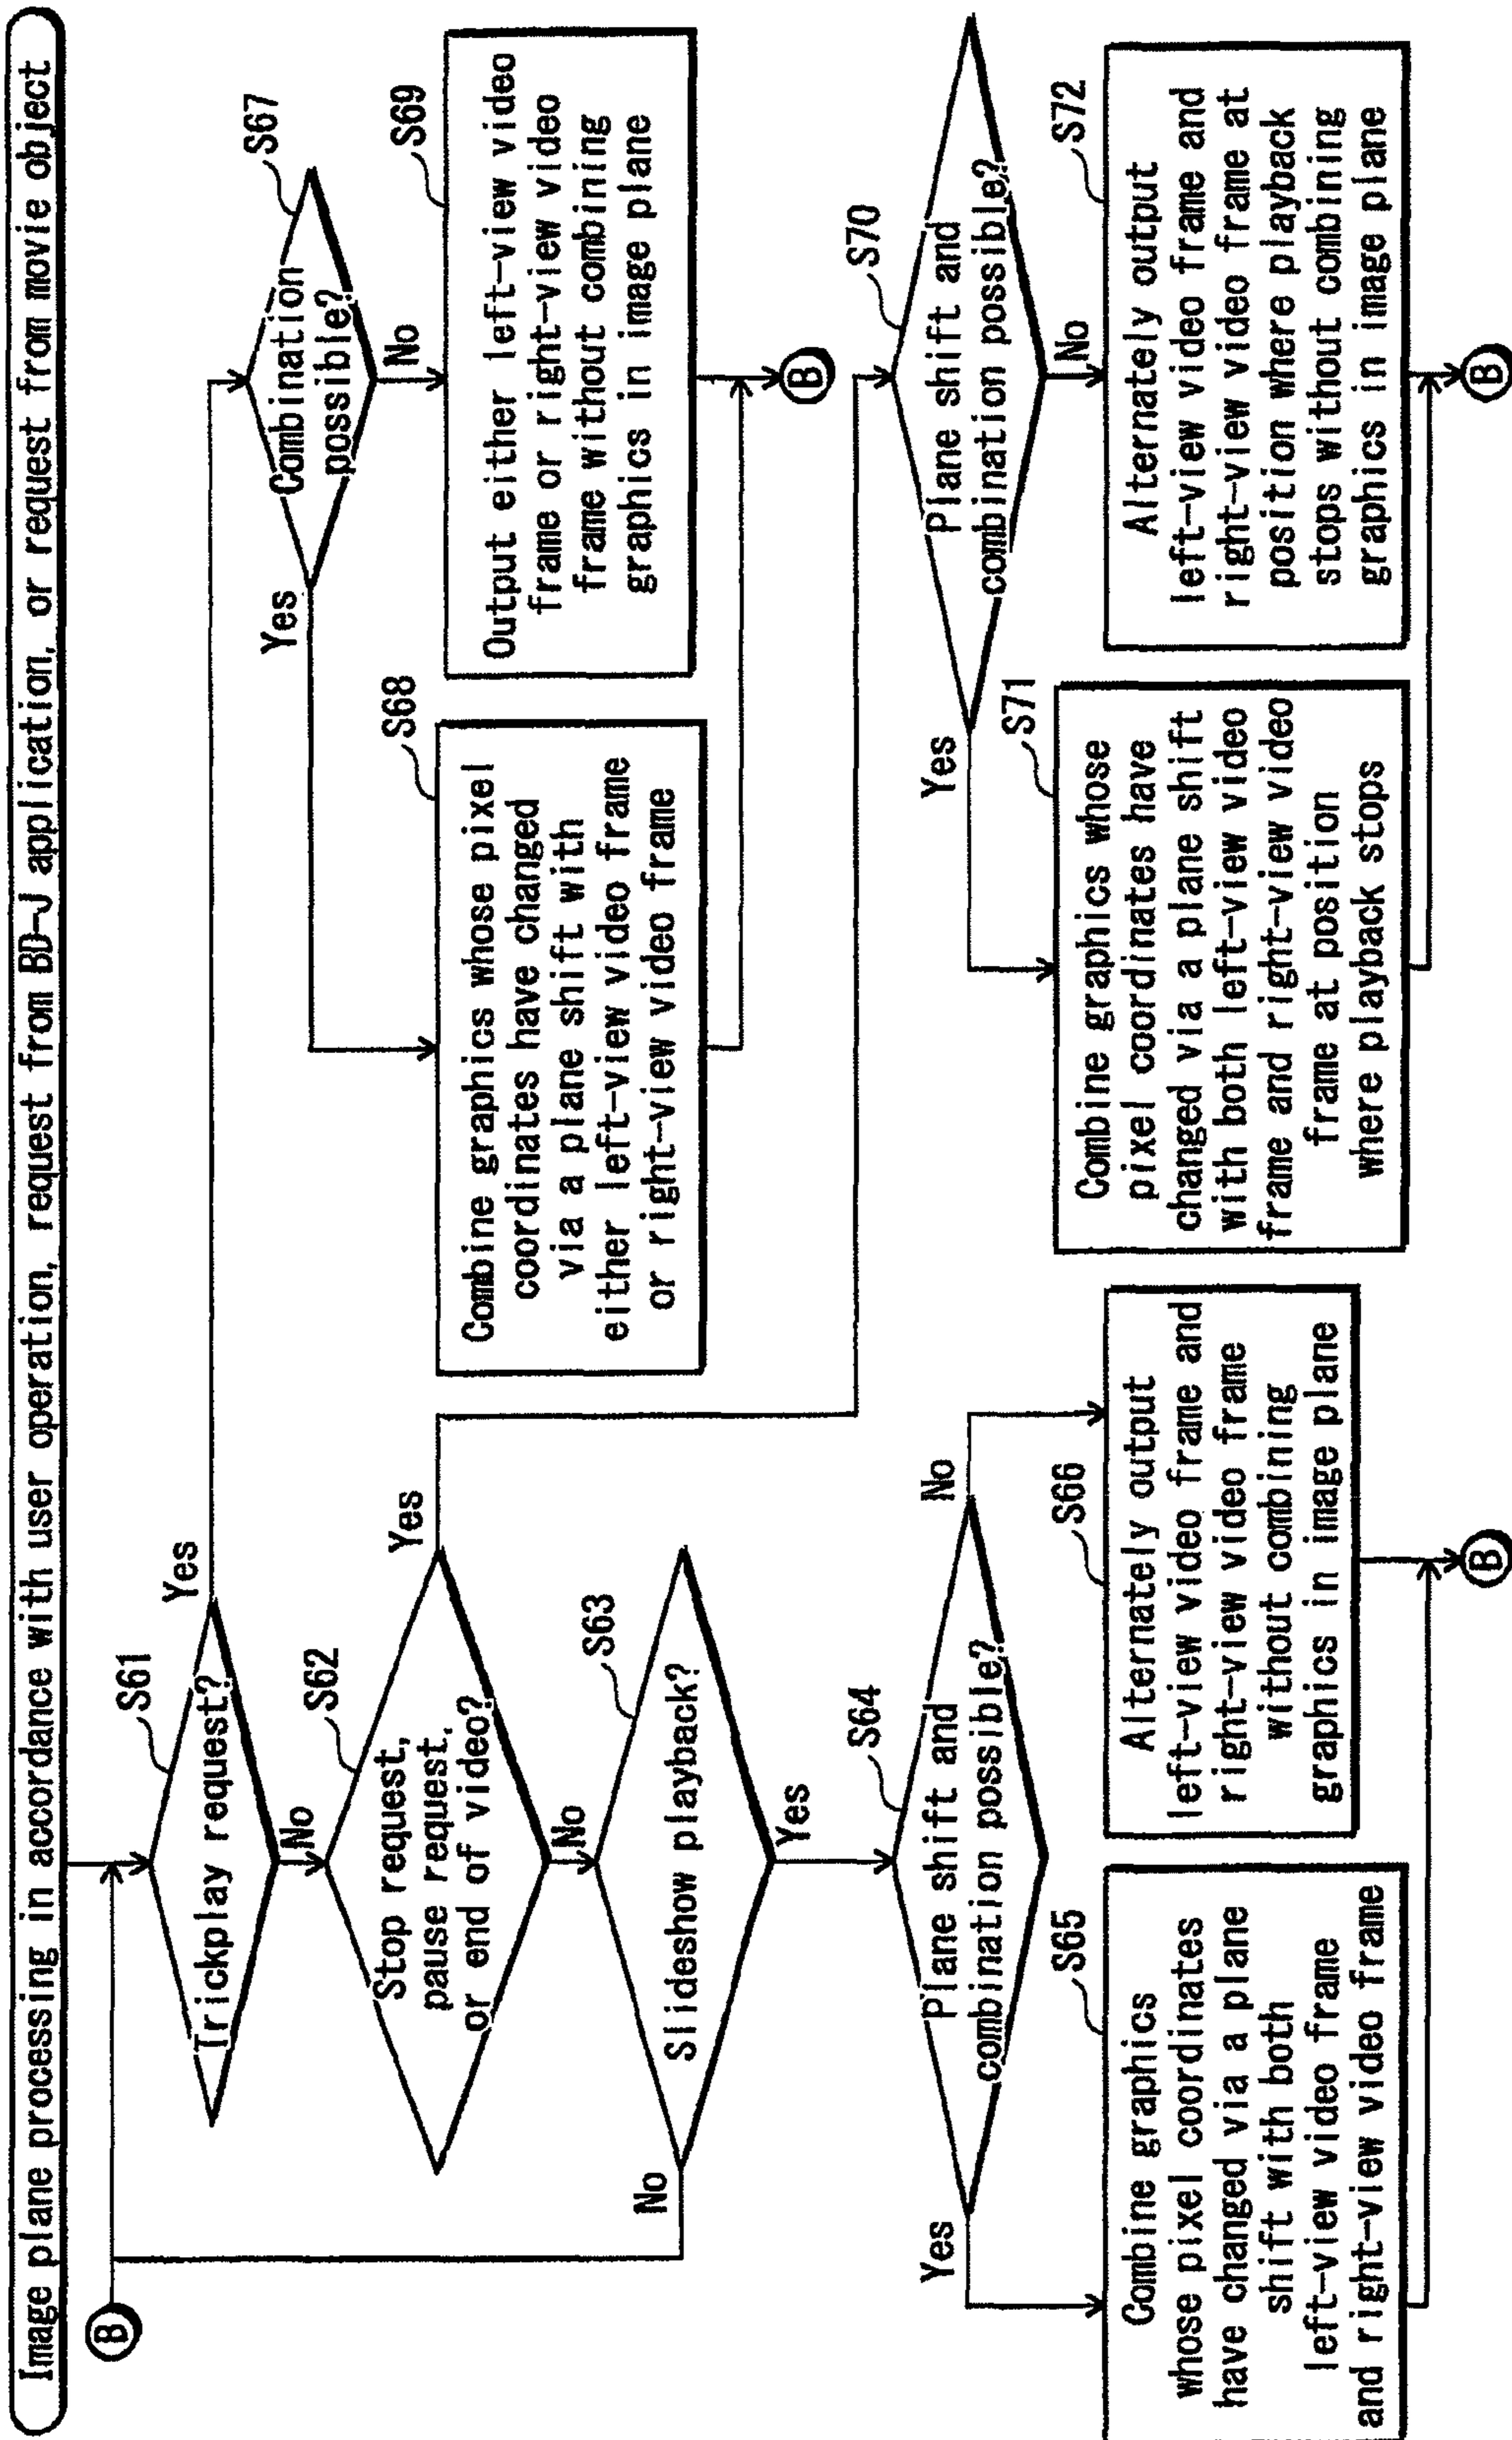 Image plane processing in accordance with user operation, request from BD-J application, or request from movie object
B
S61
Trickplay request?
Yes
No
S62
Stop request,
pause request,
or end of video?
Yes
No
S63
Slideshow playback?
No
Yes
S64
Plane shift and
combination possible?
Yes
No
S65
Combine graphics
whose pixel coordinates
have changed via a plane
shift with both
left-view video frame
and right-view video frame
S66
Alternately output
left-view video frame and
right-view video frame
without combining
graphics in image plane
B
S67
Combination
possible?
Yes
No
S68
Combine graphics whose pixel
coordinates have changed
via a plane shift with
either left-view video frame
or right-view video frame
S69
Output either left-view video
frame or right-view video
frame without combining
graphics in image plane
B
S70
Plane shift and
combination possible?
Yes
No
S71
Combine graphics whose
pixel coordinates have
changed via a plane shift
with both left-view video
frame and right-view video
frame at position
where playback stops
S72
Alternately output
left-view video frame and
right-view video frame at
position where playback
stops without combining
graphics in image plane
B